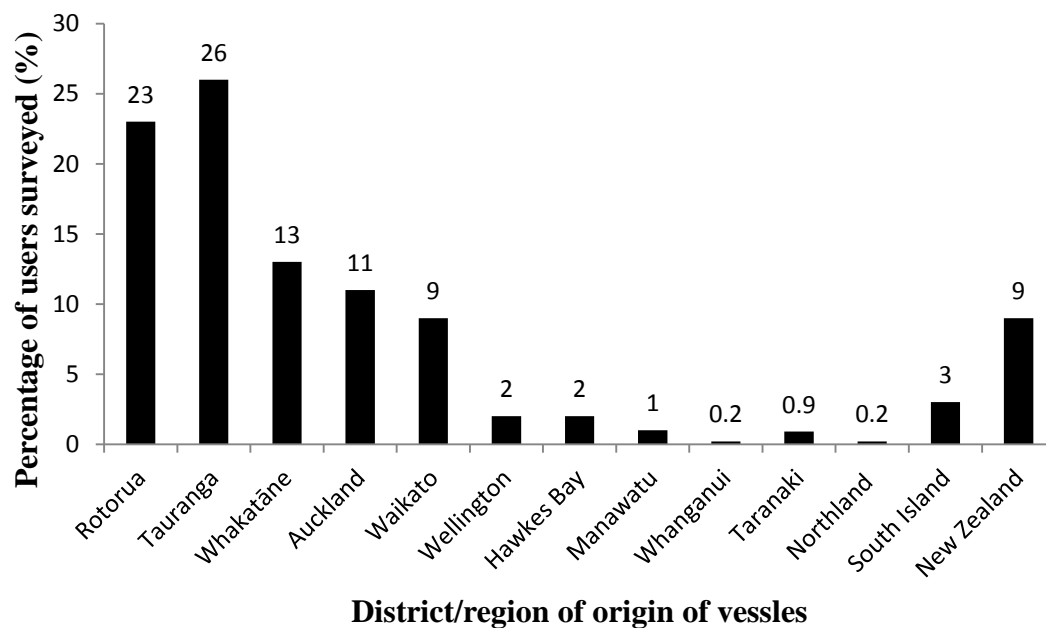 Percentage of users surveyed (%)
30
25
20
15
10
5
0
23
26
13
11
9
2
2
1
0.2
0.9
0.2
3
9
Rotorua
Tauranga
Whakatāne
Auckland
Waikato
Wellington
Hawkes Bay
Manawatu
Whanganui
Taranaki
Northland
South Island
New Zealand
District/region of origin of vessles